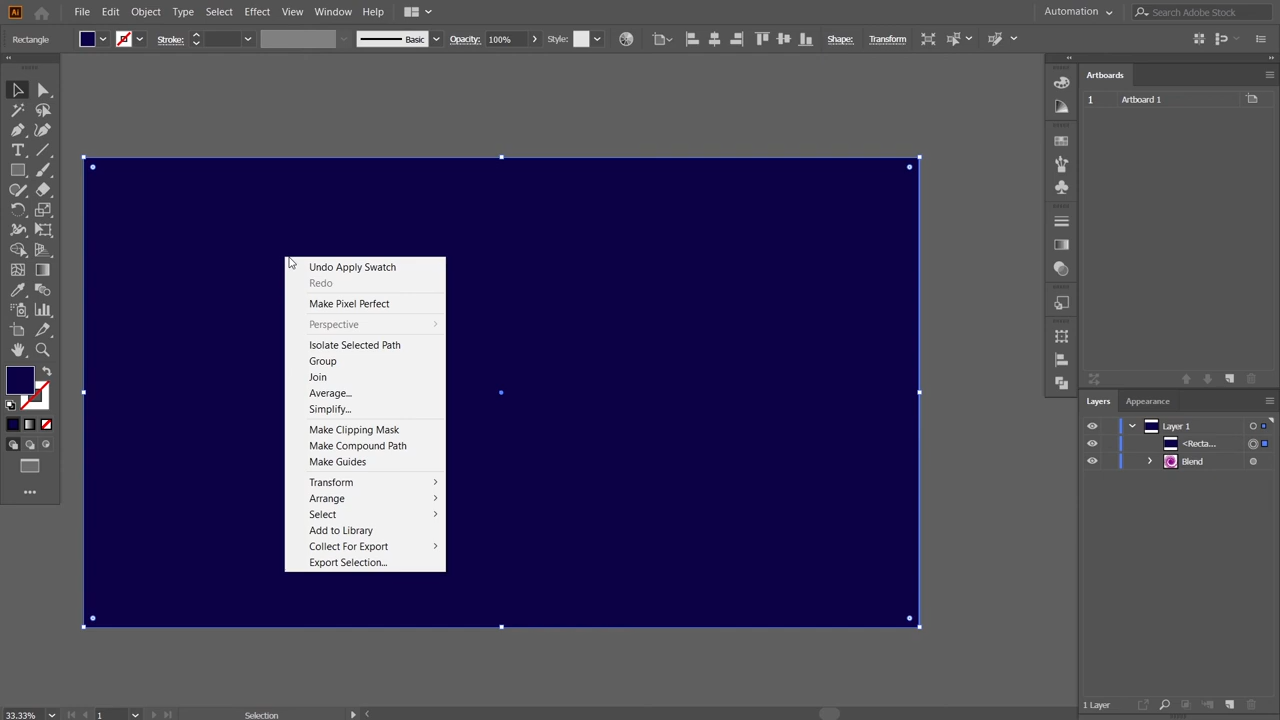 Ai File Edit Object Type Select Effect View Window Help Automation Search Adobe Stock
Rectangle Stroke: Basic Opacity: 100% Style: Shape: Transform
Artboards
1 Artboard 1
Undo Apply Swatch
Redo
Make Pixel Perfect
Perspective
Isolate Selected Path
Group
Join
Average...
Simplify...
Make Clipping Mask
Make Compound Path
Make Guides
Transform
Arrange
Select
Add to Library
Collect For Export
Export Selection...
Layers Appearance
Layer 1
<Recta...
Blend
33.33% 1 Selection 1 Layer